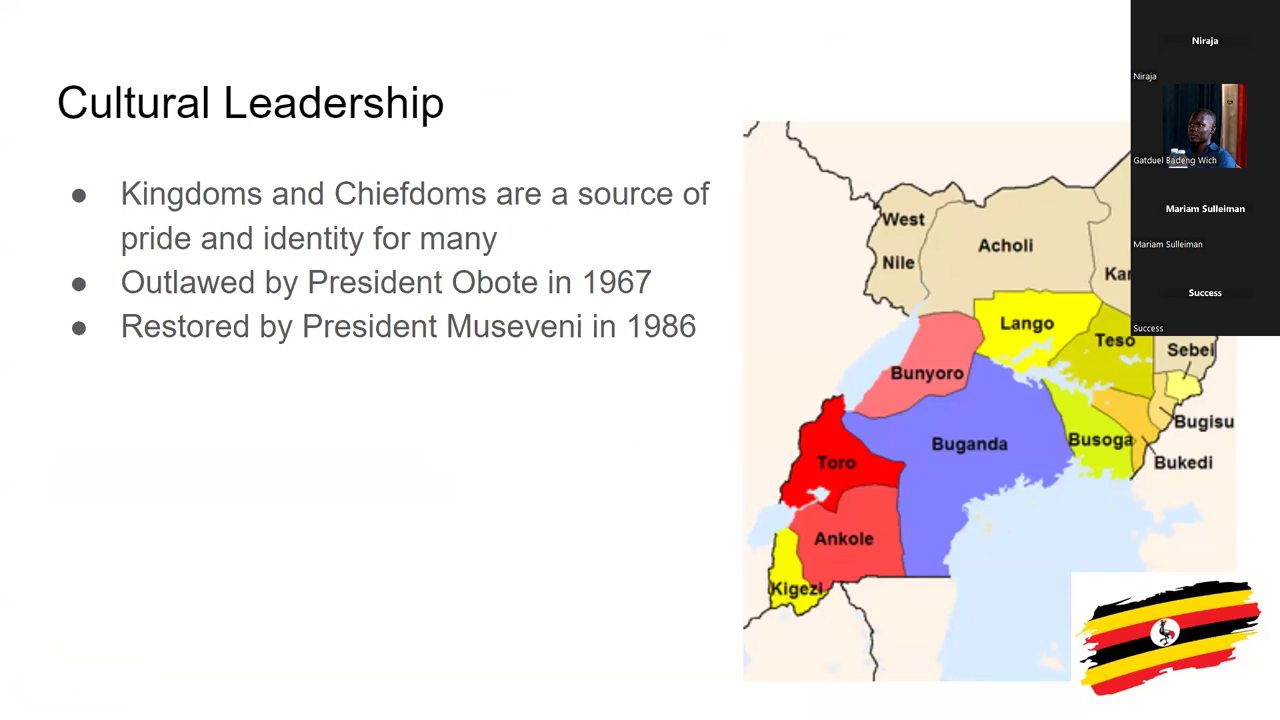 Cultural Leadership
● Kingdoms and Chiefdoms are a source of
pride and identity for many
● Outlawed by President Obote in 1967
● Restored by President Museveni in 1986
West
Nile
Acholi
Kar
Lango
Teso
Sebei
Bunyoro
Bugisu
Buganda
Busoga
Bukedi
Toro
Ankole
Kigezi
Niraja
Niraja
Gatduel Badeng Wich
Mariam Sulleiman
Mariam Sulleiman
Success
Success